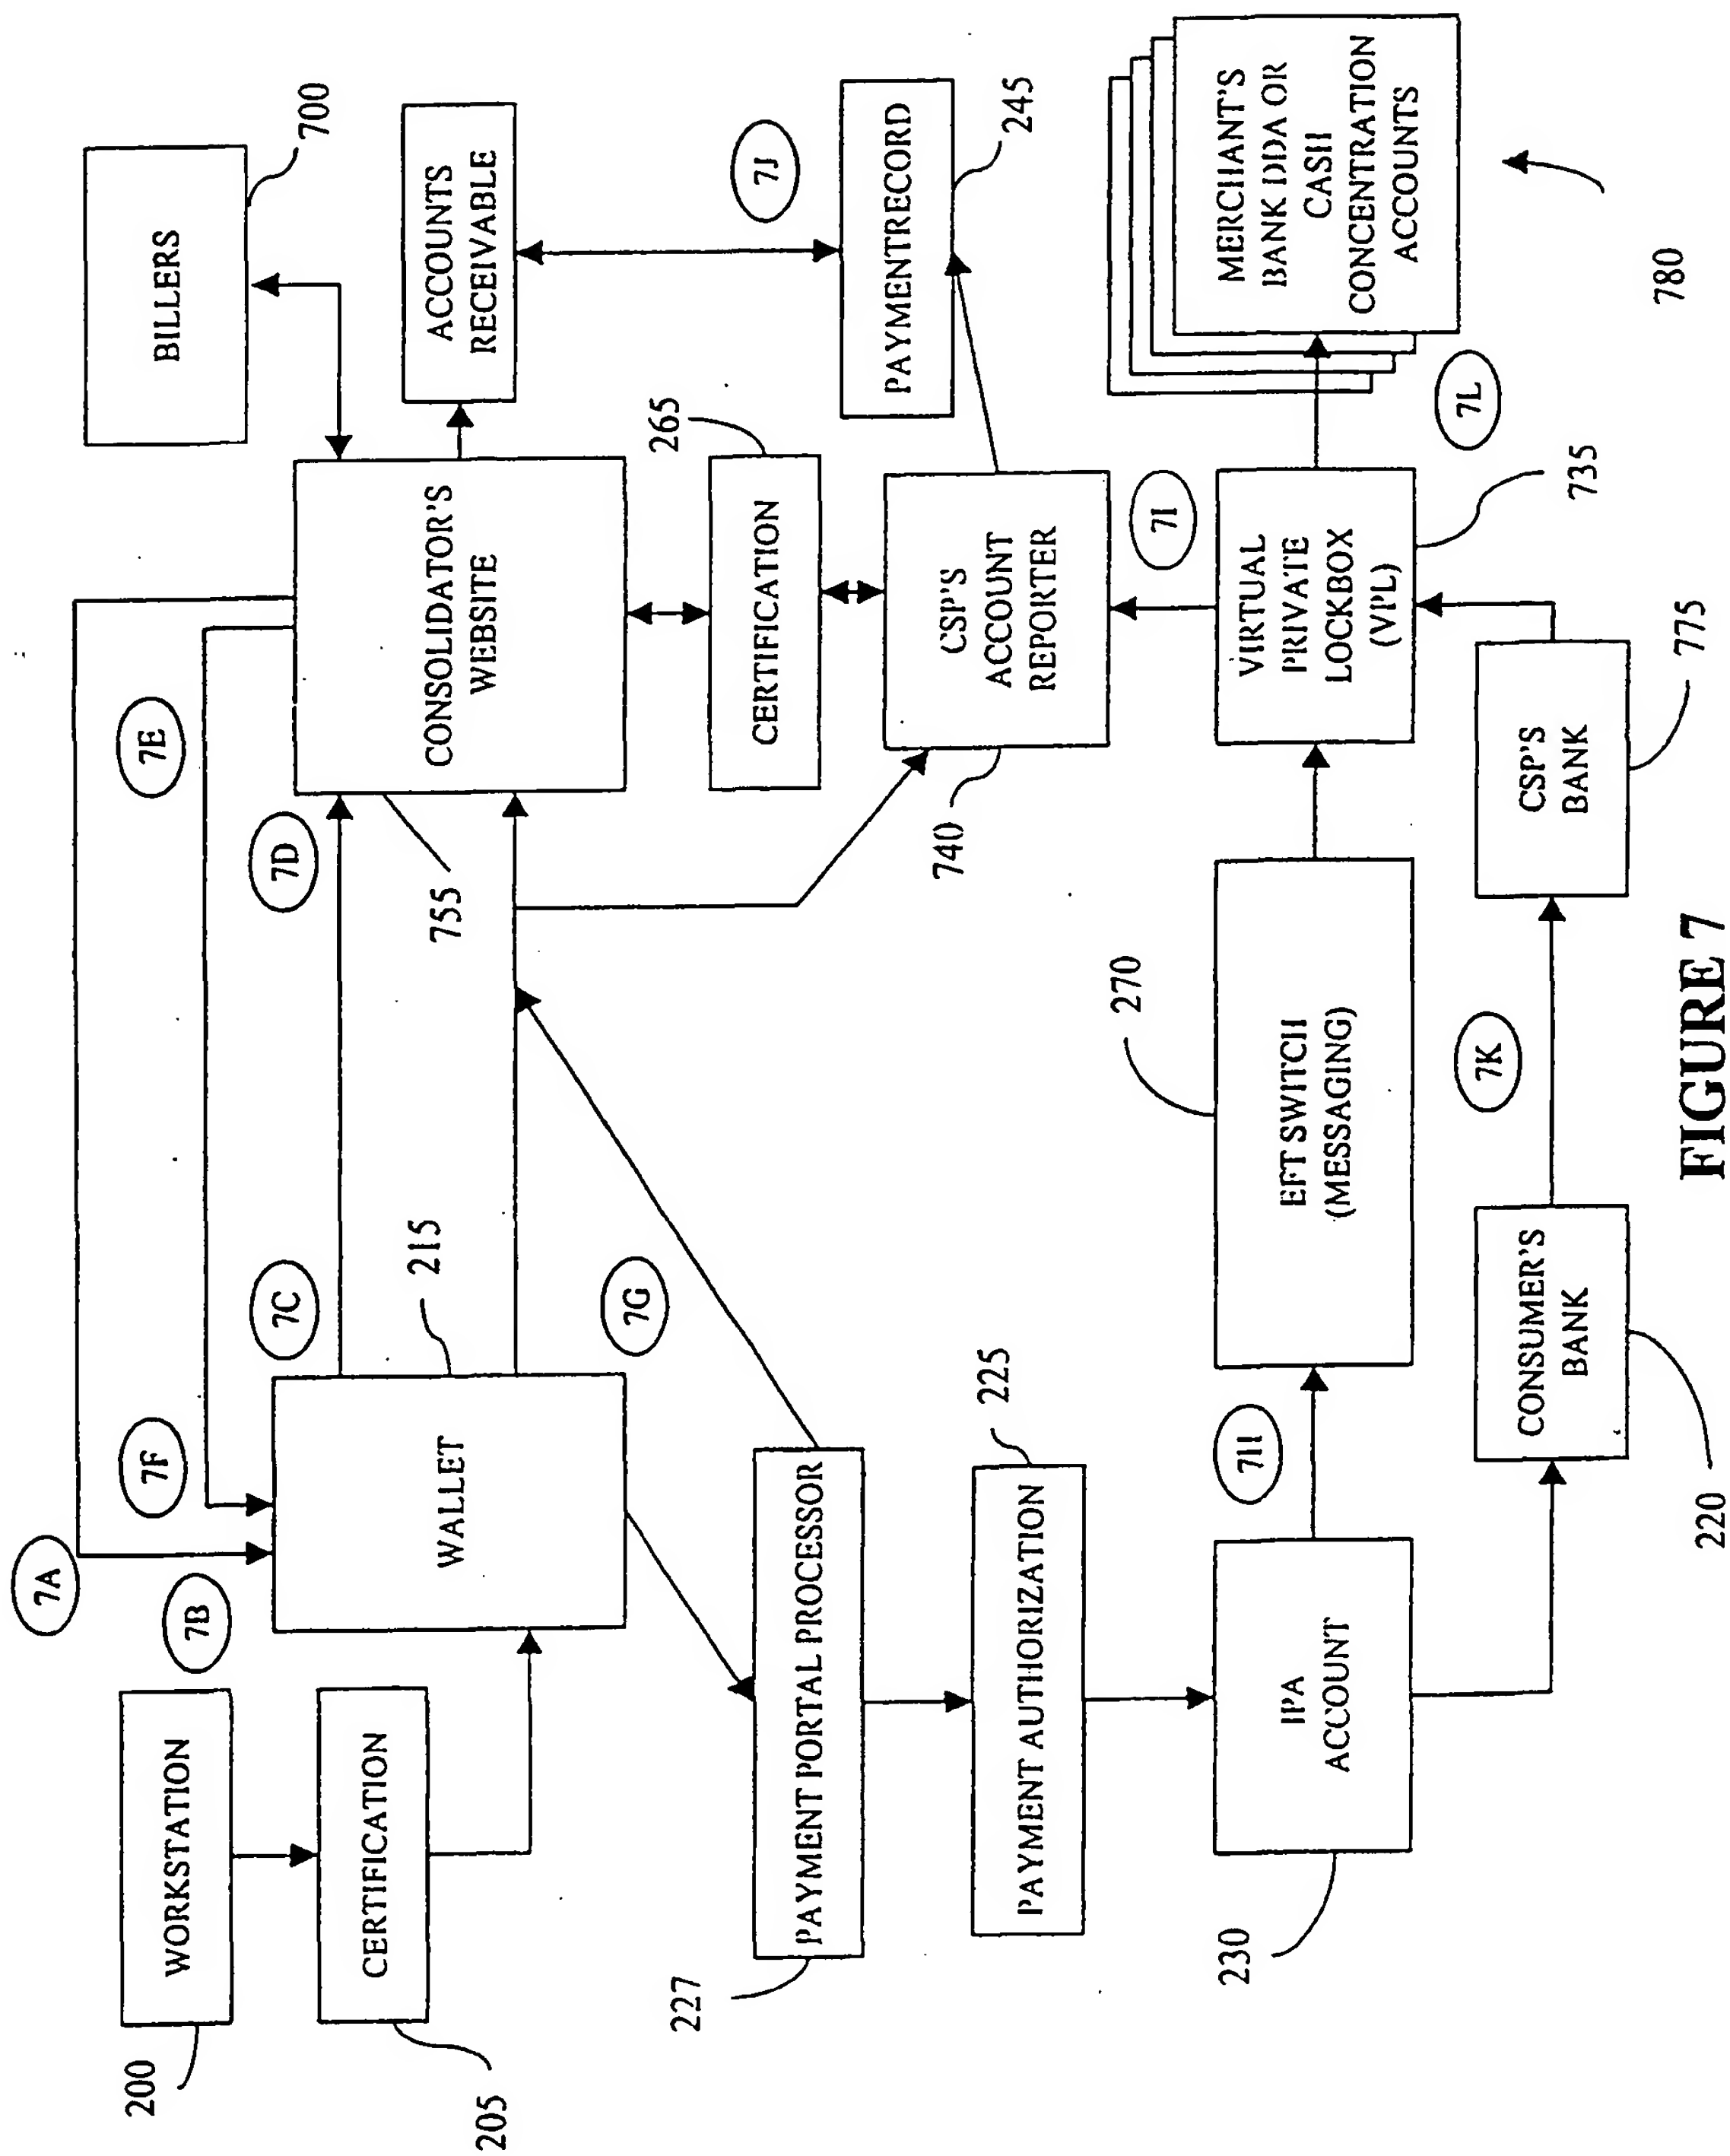 7A
7E
7F
7B
BILLERS
700
200
WORKSTATION
7C
7D
205
CERTIFICATION
WALLET
215
755
CONSOLIDATOR'S
WEBSITE
ACCOUNTS
RECEIVABLE
7G
265
CERTIFICATION
7J
227
PAYMENT PORTAL PROCESSOR
PAYMENTRECORD
245
740
CSP'S
ACCOUNT
REPORTER
225
PAYMENT AUTHORIZATION
270
7I
230
IPA
ACCOUNT
7H
EFT SWITCH
(MESSAGING)
VIRTUAL
PRIVATE
LOCKBOX
(VPL)
735
MERCHANT'S
BANK DDA OR
CASH
CONCENTRATION
ACCOUNTS
7L
7K
CONSUMER'S
BANK
220
CSP'S
BANK
775
780
FIGURE 7